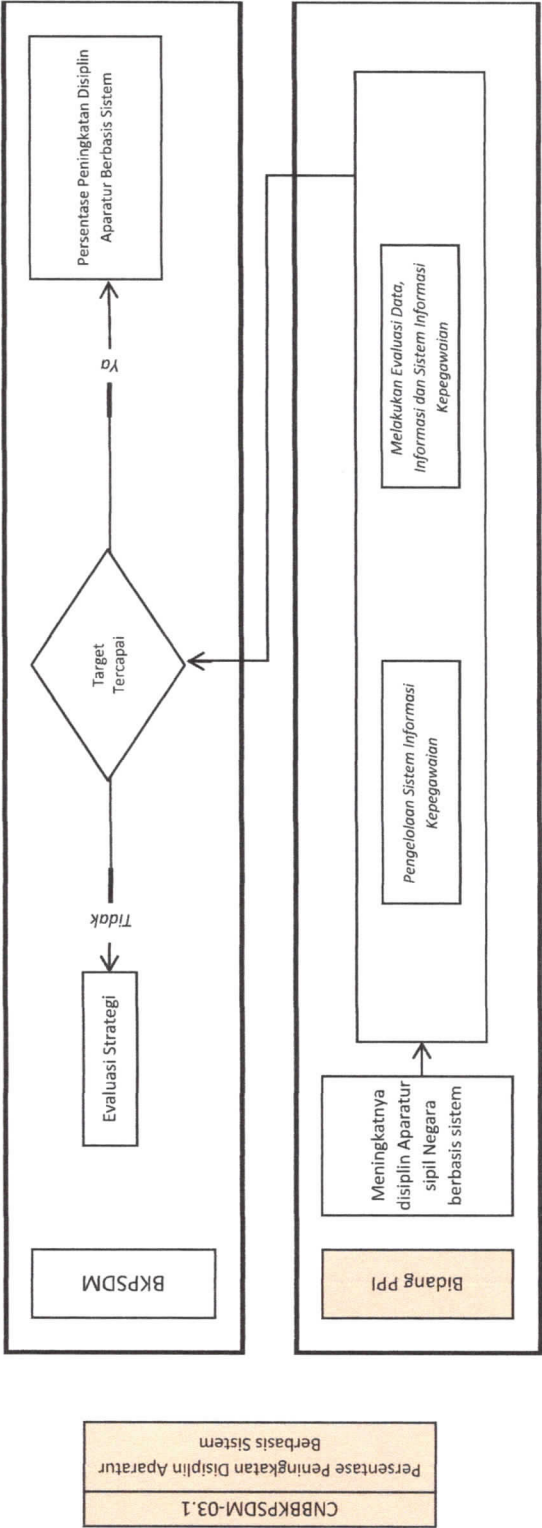 CNBBKPSDM-03.1
Persentase Peningkatan Disiplin Aparatur
Berbasis Sistem
BKPSDM
Evaluasi Strategi
Tidak
Target
Tercapai
Ya
Persentase Peningkatan Disiplin
Aparatur Berbasis Sistem
Bidang PPI
Meningkatnya
disiplin Aparatur
sipil Negara
berbasis sistem
Pengelolaan Sistem Informasi
Kepegawaian
Melakukan Evaluasi Data,
Informasi dan Sistem Informasi
Kepegawaian